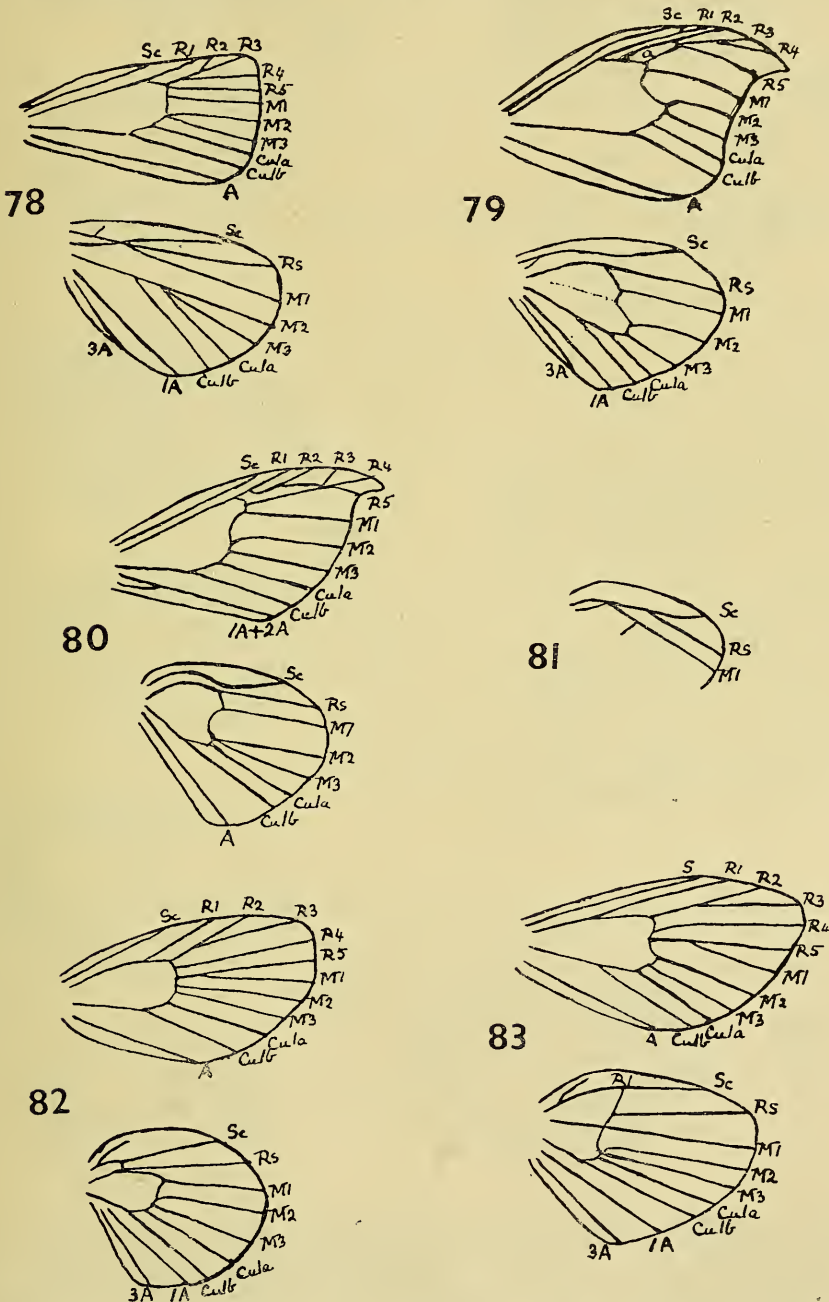 Sc R1 R2 R3
R4
R5
M1
M2
M3
Cu1a
Cu1b
A
78
Sc
Rs
M1
M2
M3
Cu1a
Cu1b
1A
3A
Sc R1 R2 R3
R4
a
R5
M1
M2
M3
Cu1a
Cu1b
A
79
Sc
Rs
M1
M2
M3
Cu1a
Cu1b
1A
3A
Sc R1 R2 R3 R4
R5
M1
M2
M3
Cu1a
Cu1b
1A+2A
80
Sc
Rs
M7
M2
M3
Cu1a
Cu1b
A
81
Sc
Rs
M1
Sc R1 R2 R3
R4
R5
M1
M2
M3
Cu1a
Cu1b
A
82
Sc
Rs
M1
M2
M3
Cu1a
Cu1b
1A
3A
S R1 R2 R3
R4
R5
M1
M2
M3
Cu1a
Cu1b
A
83
R1
Sc
Rs
M1
M2
M3
Cu1a
Cu1b
1A
3A